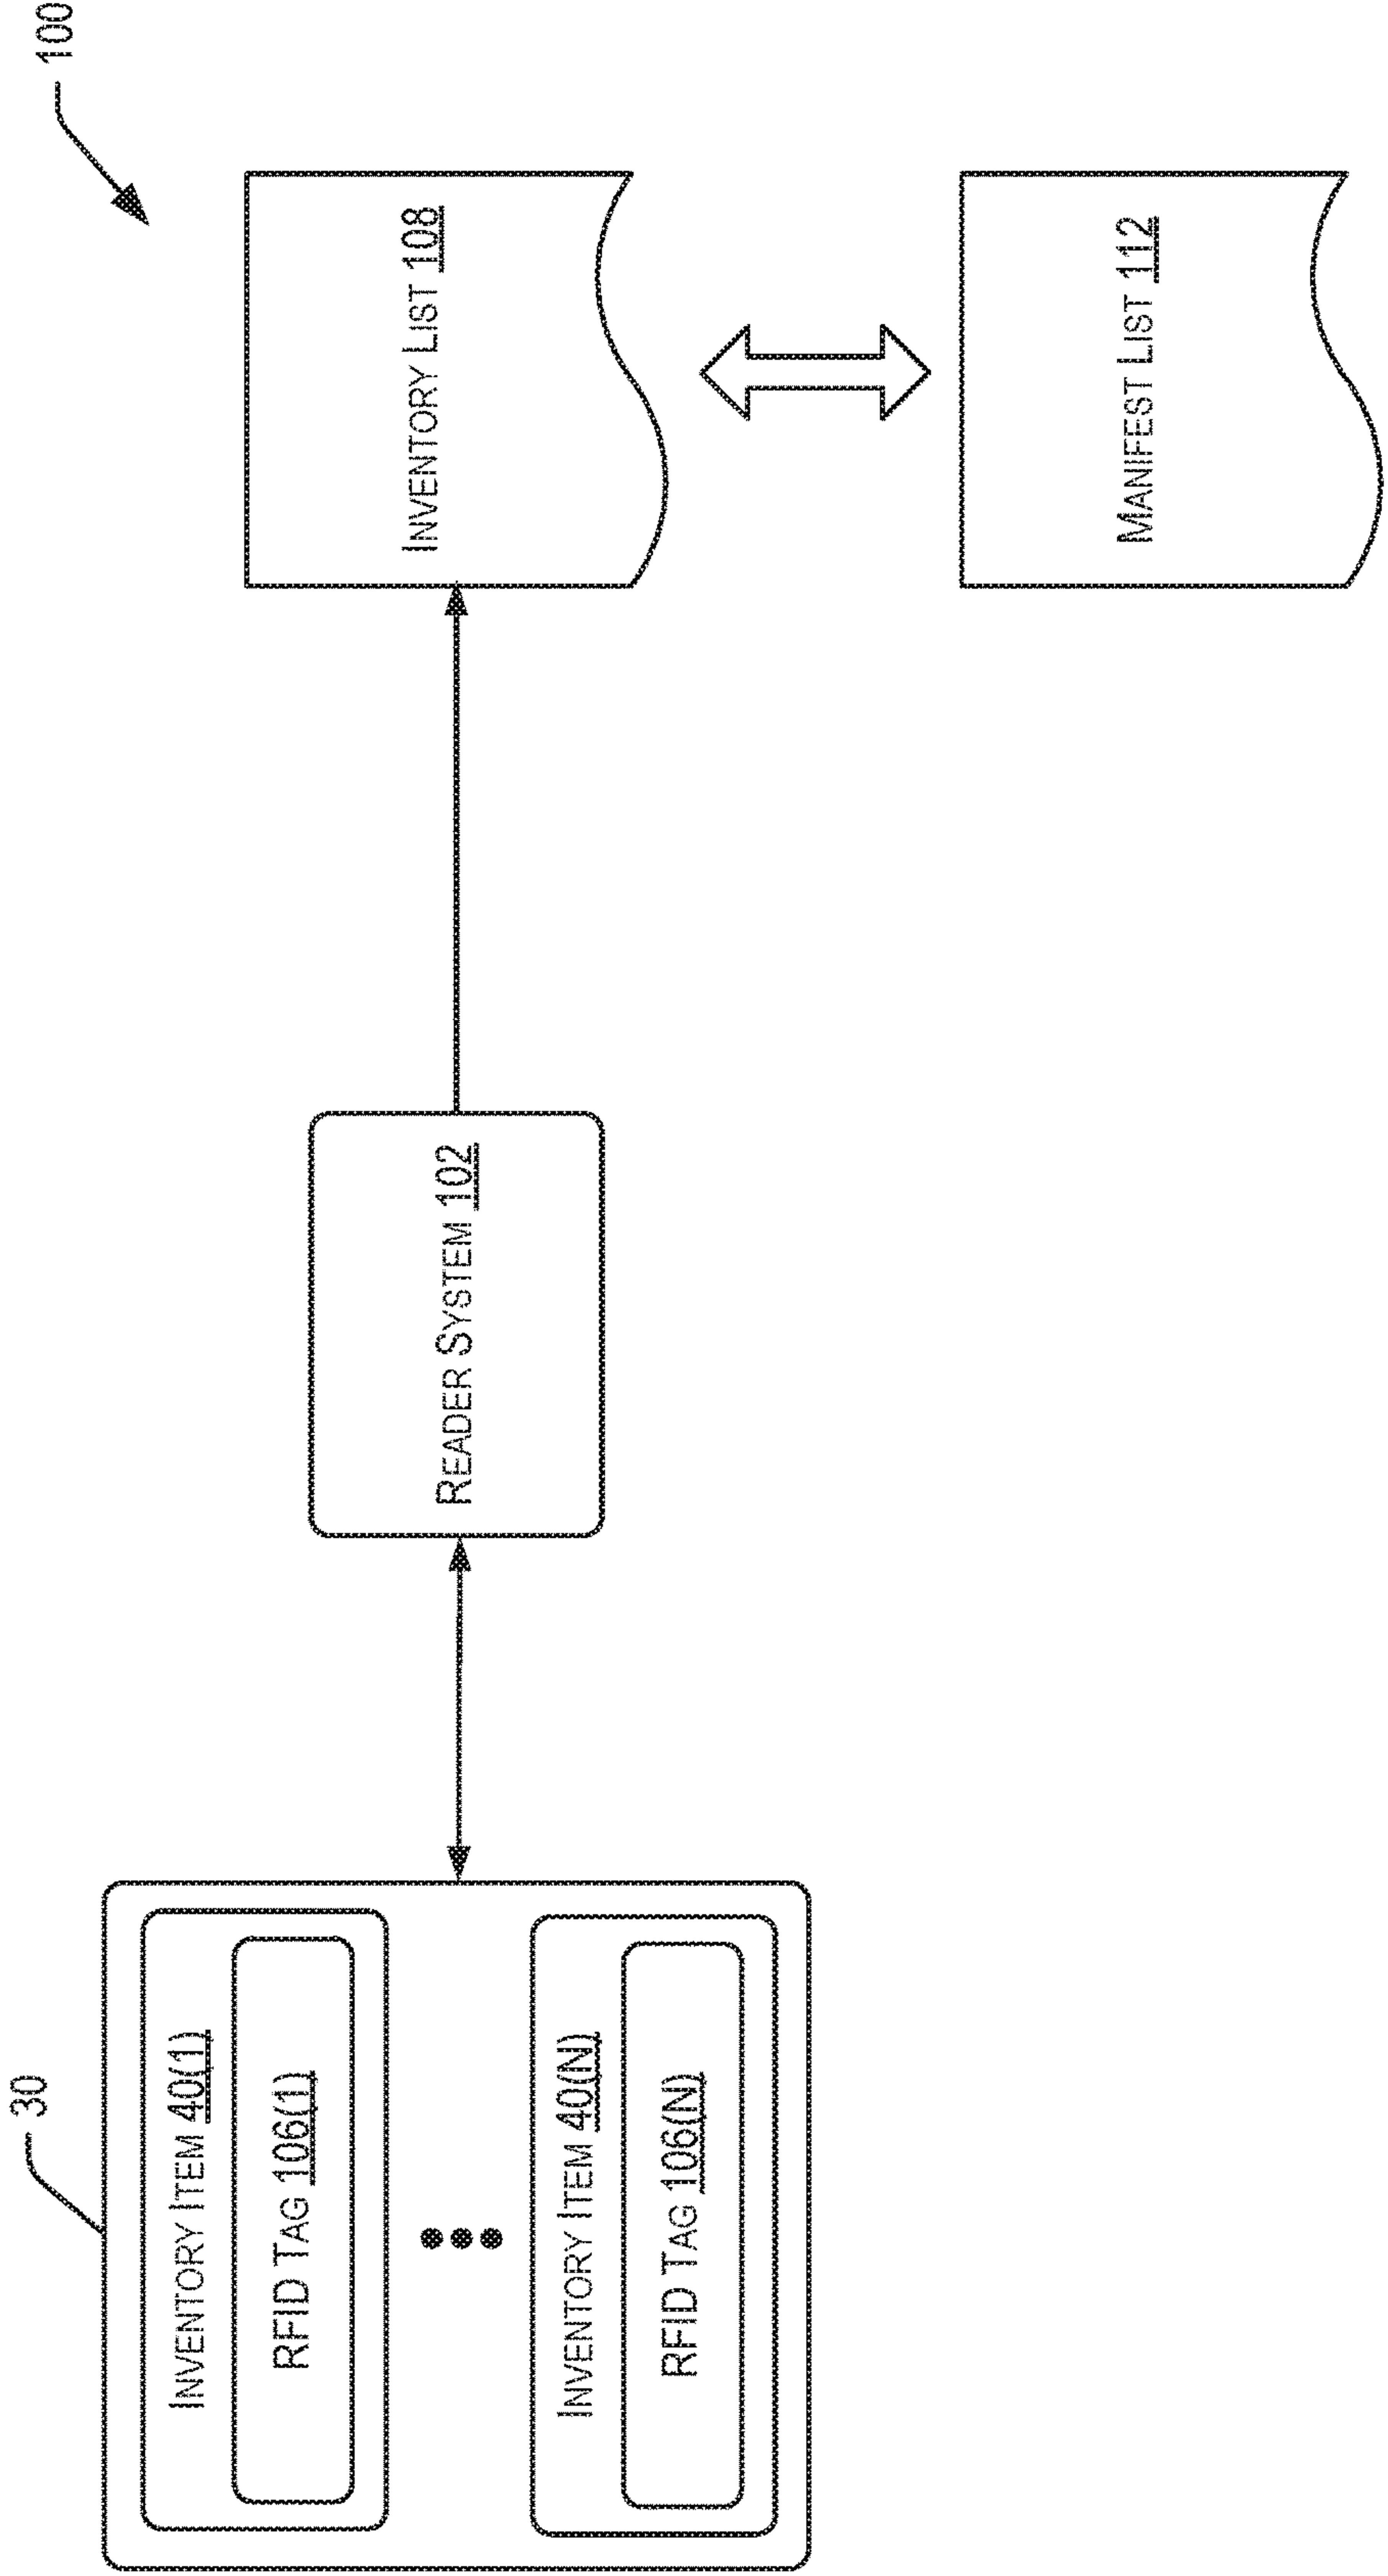 100
30
INVENTORY ITEM 40(1)
RFID TAG 106(1)
INVENTORY ITEM 40(N)
RFID TAG 106(N)
READER SYSTEM 102
INVENTORY LIST 108
MANIFEST LIST 112